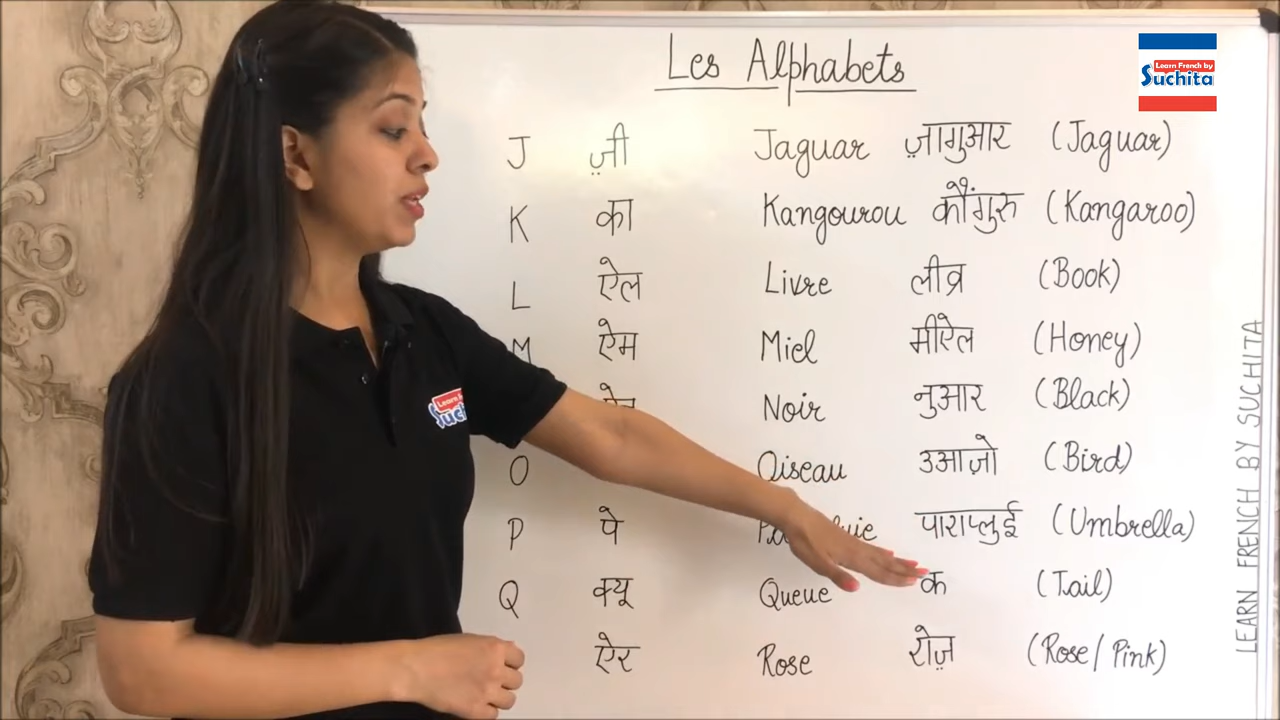 Les Alphabets
Learn French by
Suchita
J ज़ी Jaguar ज़ागुआर (Jaguar)
K का Kangourou कौंगुरु (Kangaroo)
L ऐल Livre लीव्र (Book)
M ऐम Miel मीऐल (Honey)
Noir नुआर (Black)
O Oiseau उआज़ो (Bird)
P पे पाराप्लुई (Umbrella)
Q क्यू Queue क (Tail)
ऐर Rose रोज़ (Rose/Pink)
LEARN FRENCH BY SUCHITA